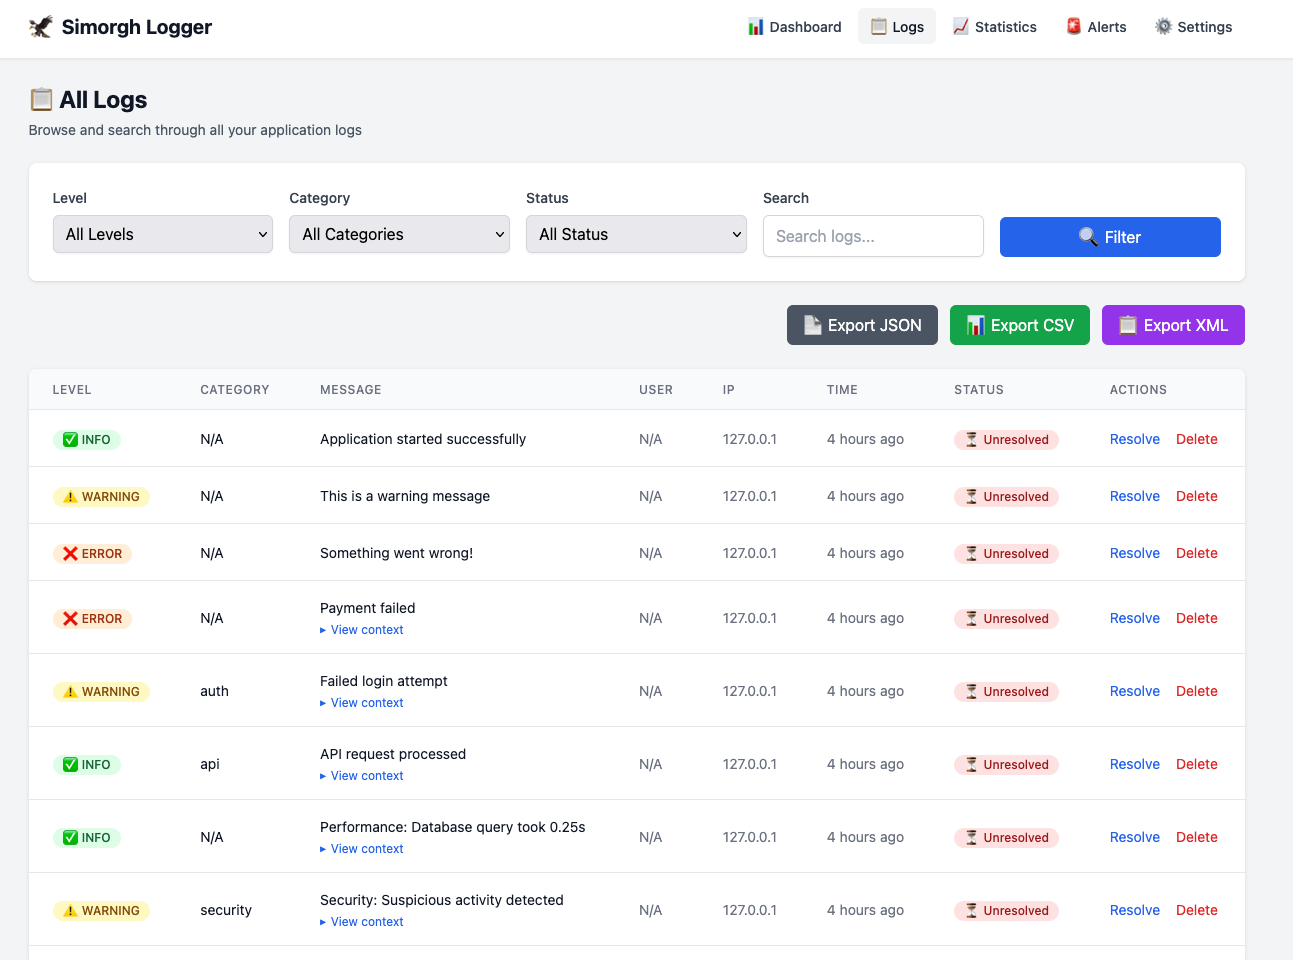 Simorgh Logger
Dashboard Logs Statistics Alerts Settings
All Logs
Browse and search through all your application logs
Level Category Status Search
All Levels All Categories All Status Search logs... Filter
Export JSON Export CSV Export XML
LEVEL CATEGORY MESSAGE USER IP TIME STATUS ACTIONS
INFO N/A Application started successfully N/A 127.0.0.1 4 hours ago Unresolved Resolve Delete
WARNING N/A This is a warning message N/A 127.0.0.1 4 hours ago Unresolved Resolve Delete
ERROR N/A Something went wrong! N/A 127.0.0.1 4 hours ago Unresolved Resolve Delete
ERROR N/A Payment failed N/A 127.0.0.1 4 hours ago Unresolved Resolve Delete
View context
WARNING auth Failed login attempt N/A 127.0.0.1 4 hours ago Unresolved Resolve Delete
View context
INFO api API request processed N/A 127.0.0.1 4 hours ago Unresolved Resolve Delete
View context
INFO N/A Performance: Database query took 0.25s N/A 127.0.0.1 4 hours ago Unresolved Resolve Delete
View context
WARNING security Security: Suspicious activity detected N/A 127.0.0.1 4 hours ago Unresolved Resolve Delete
View context